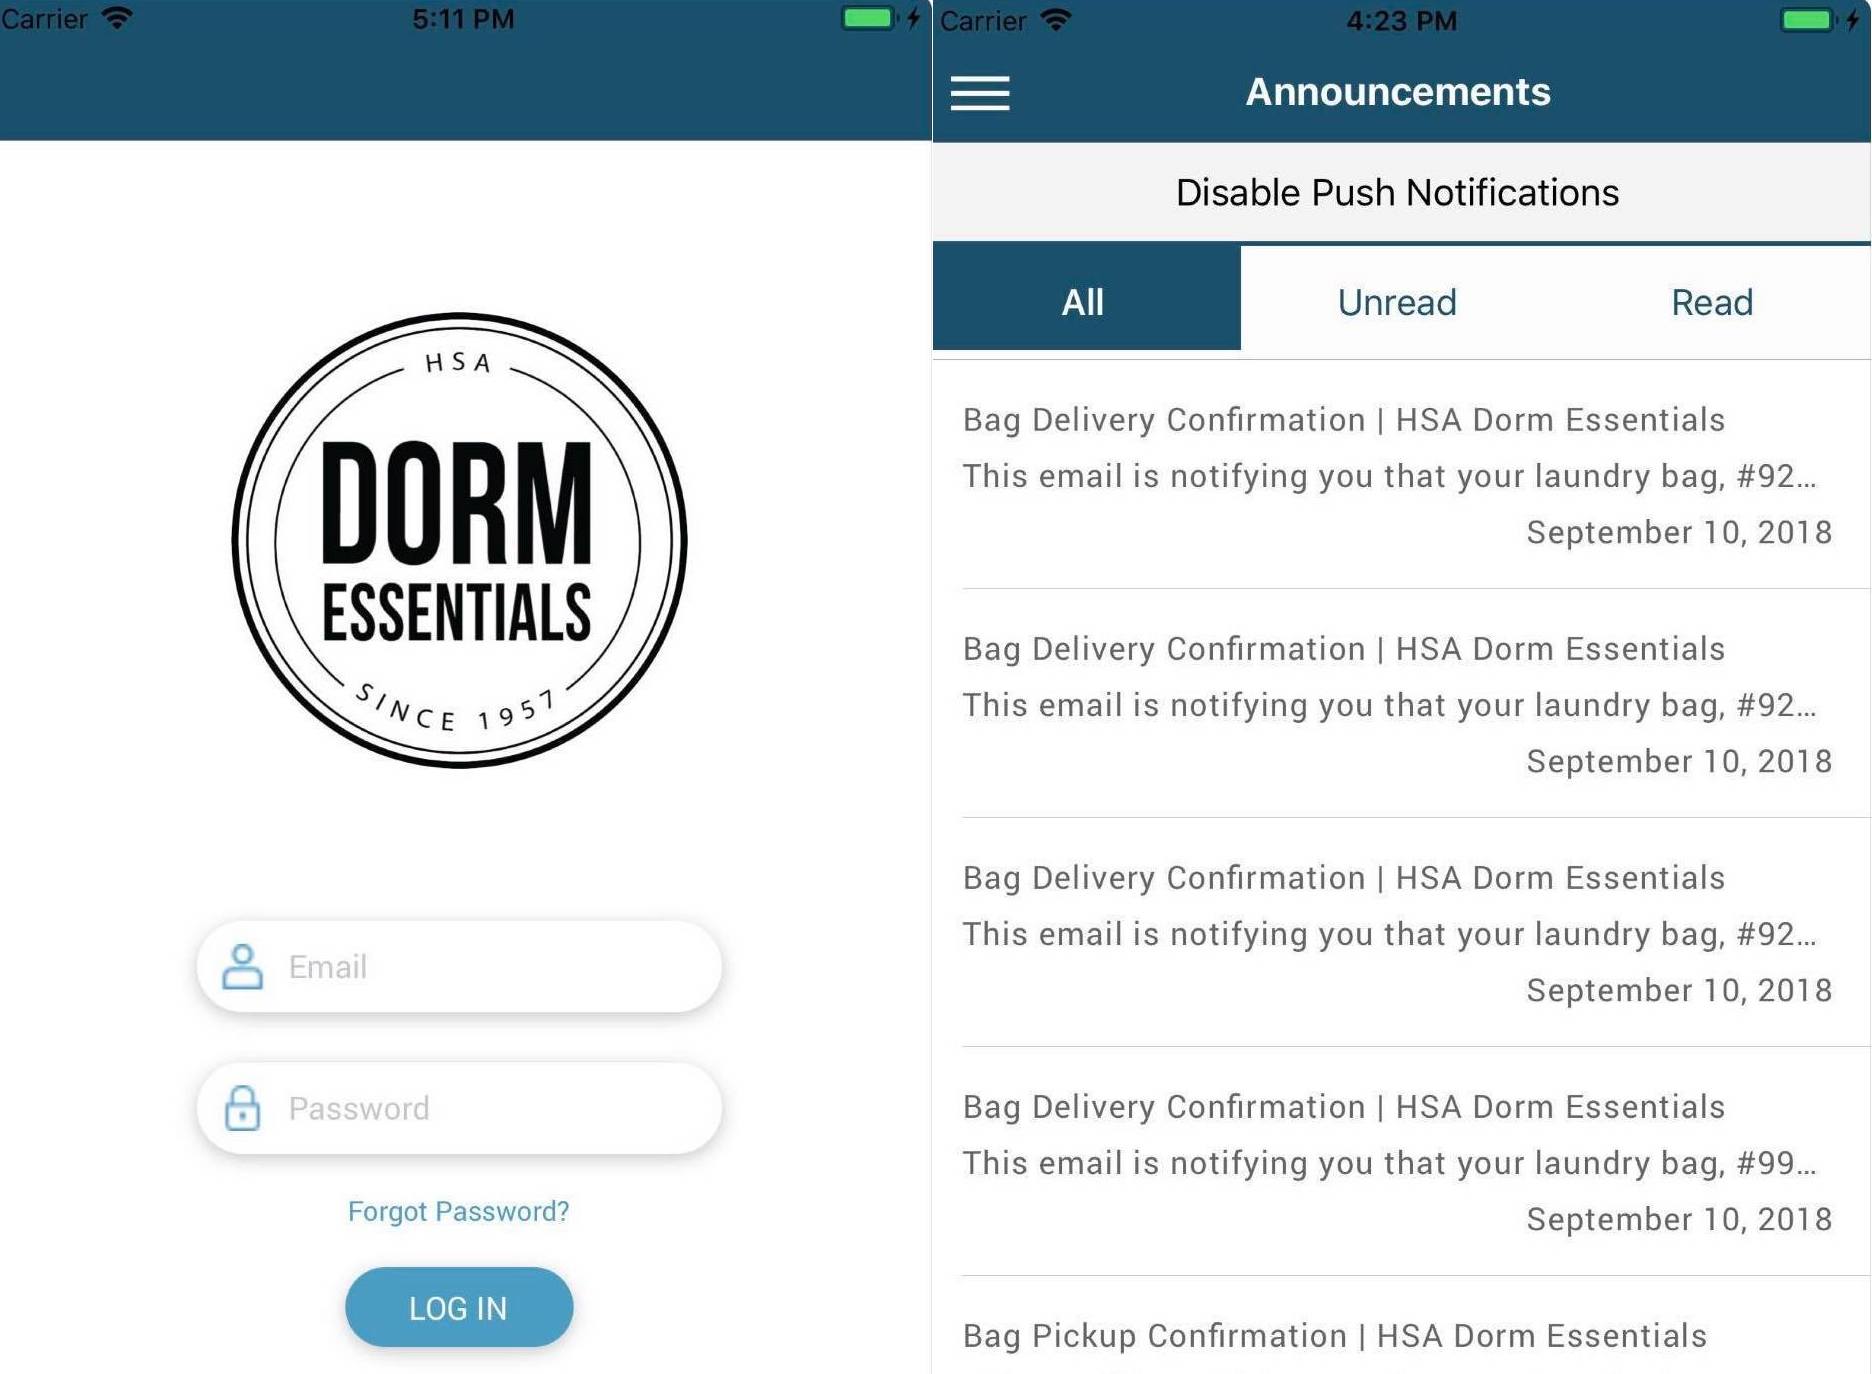 Carrier 5:11 PM
HSA
DORM
ESSENTIALS
SINCE 1957
Email
Password
Forgot Password?
LOG IN
Carrier 4:23 PM
Announcements
Disable Push Notifications
All Unread Read
Bag Delivery Confirmation | HSA Dorm Essentials
This email is notifying you that your laundry bag, #92...
September 10, 2018
Bag Delivery Confirmation | HSA Dorm Essentials
This email is notifying you that your laundry bag, #92...
September 10, 2018
Bag Delivery Confirmation | HSA Dorm Essentials
This email is notifying you that your laundry bag, #92...
September 10, 2018
Bag Delivery Confirmation | HSA Dorm Essentials
This email is notifying you that your laundry bag, #99...
September 10, 2018
Bag Pickup Confirmation | HSA Dorm Essentials